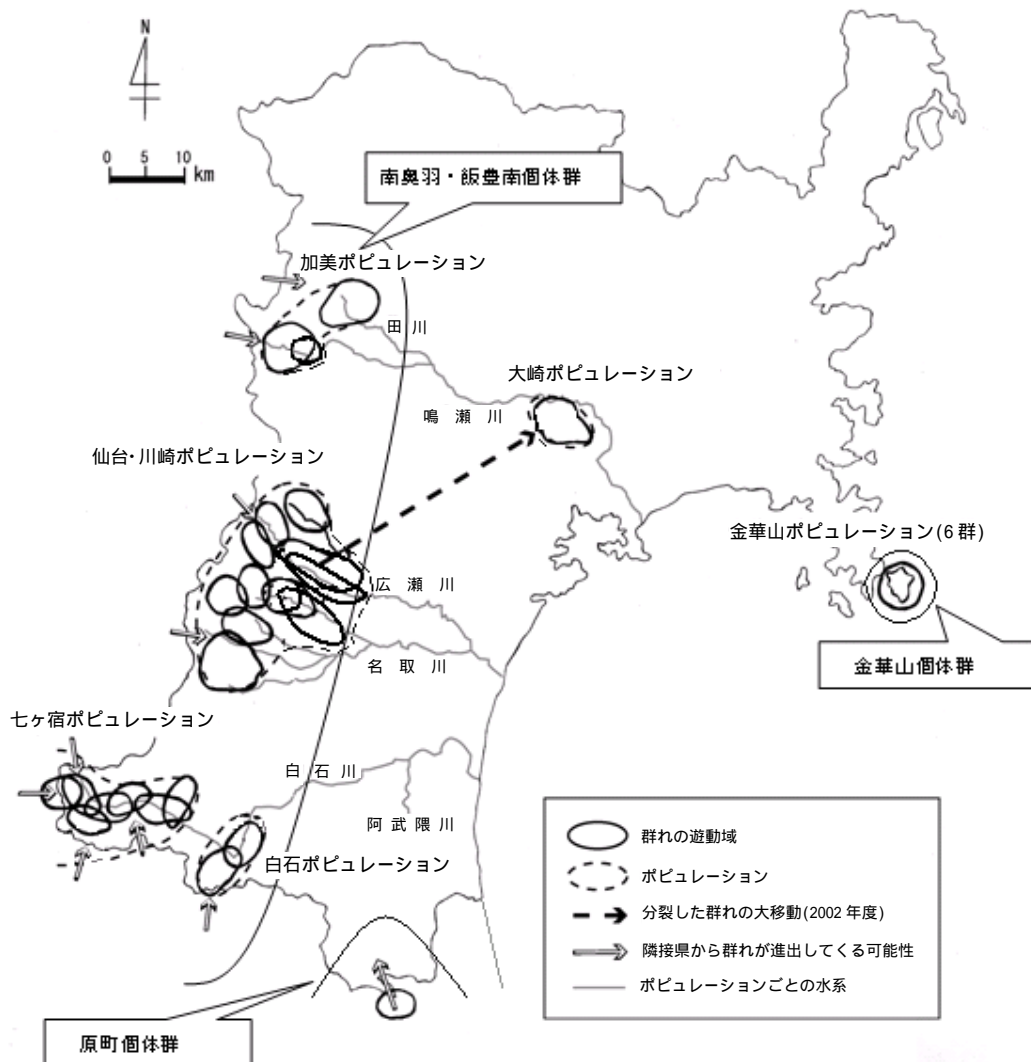 N
0 5 10
km
南奥羽・飯豊南個体群
加美ポピュレーション
田川
大崎ポピュレーション
鳴瀬川
仙台・川崎ポピュレーション
金華山ポピュレーション(6群)
広瀬川
金華山個体群
名取川
七ヶ宿ポピュレーション
白石川
阿武隈川
白石ポピュレーション
群れの遊動域
ポピュレーション
分裂した群れの大移動(2002年度)
隣接県から群れが進出してくる可能性
ポピュレーションごとの水系
原町個体群